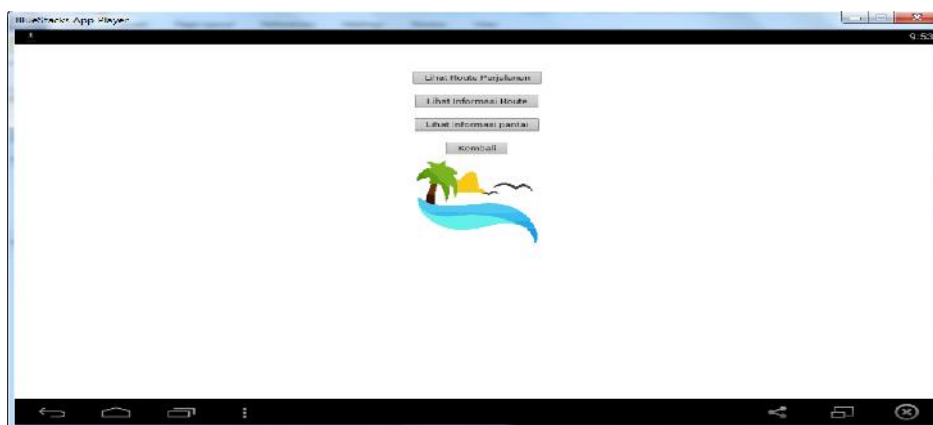 BlueStacks App Player
9:53
Lihat Route Perjalanan
Lihat Informasi Route
Lihat Informasi pantai
Kembali